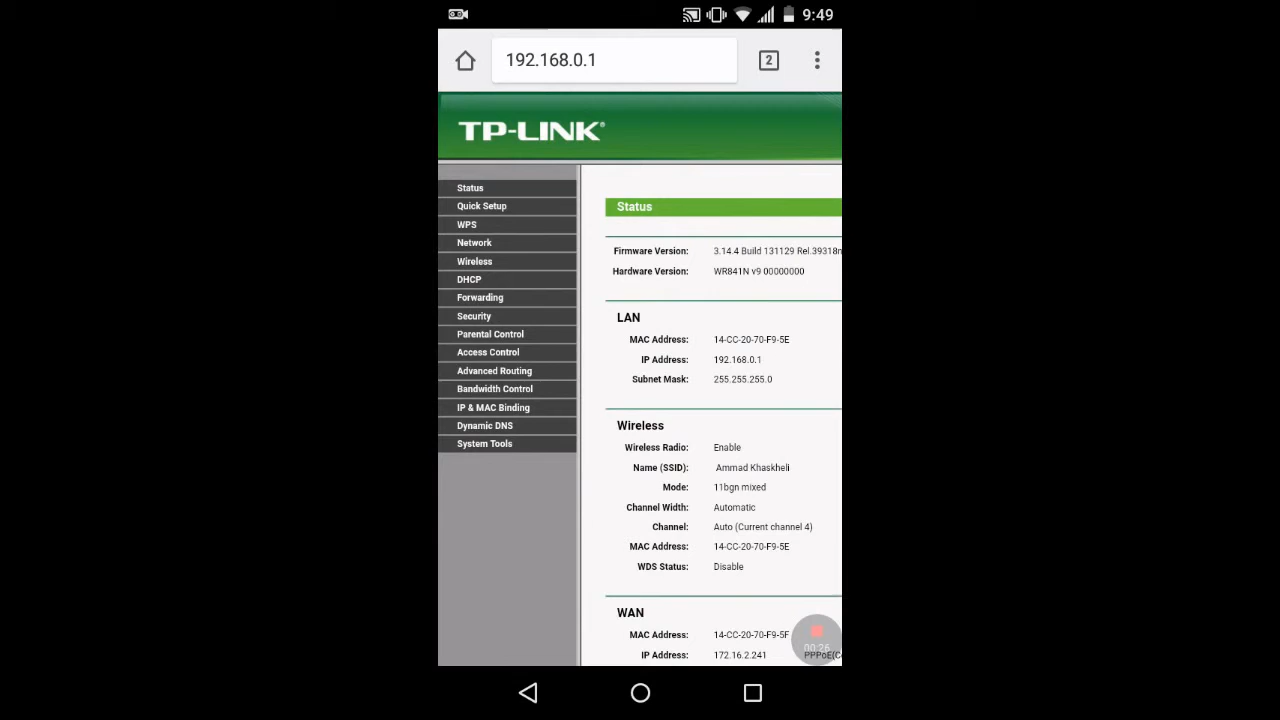 9:49
192.168.0.1
2
TP-LINK®
Status
Quick Setup
WPS
Network
Wireless
DHCP
Forwarding
Security
Parental Control
Access Control
Advanced Routing
Bandwidth Control
IP & MAC Binding
Dynamic DNS
System Tools
Status
Firmware Version: 3.14.4 Build 131129 Rel.39318n
Hardware Version: WR841N v9 00000000
LAN
MAC Address: 14-CC-20-70-F9-5E
IP Address: 192.168.0.1
Subnet Mask: 255.255.255.0
Wireless
Wireless Radio: Enable
Name (SSID): Ammad Khaskheli
Mode: 11bgn mixed
Channel Width: Automatic
Channel: Auto (Current channel 4)
MAC Address: 14-CC-20-70-F9-5E
WDS Status: Disable
WAN
MAC Address: 14-CC-20-70-F9-5F
00:26
IP Address: 172.16.2.241 PPPoE(C